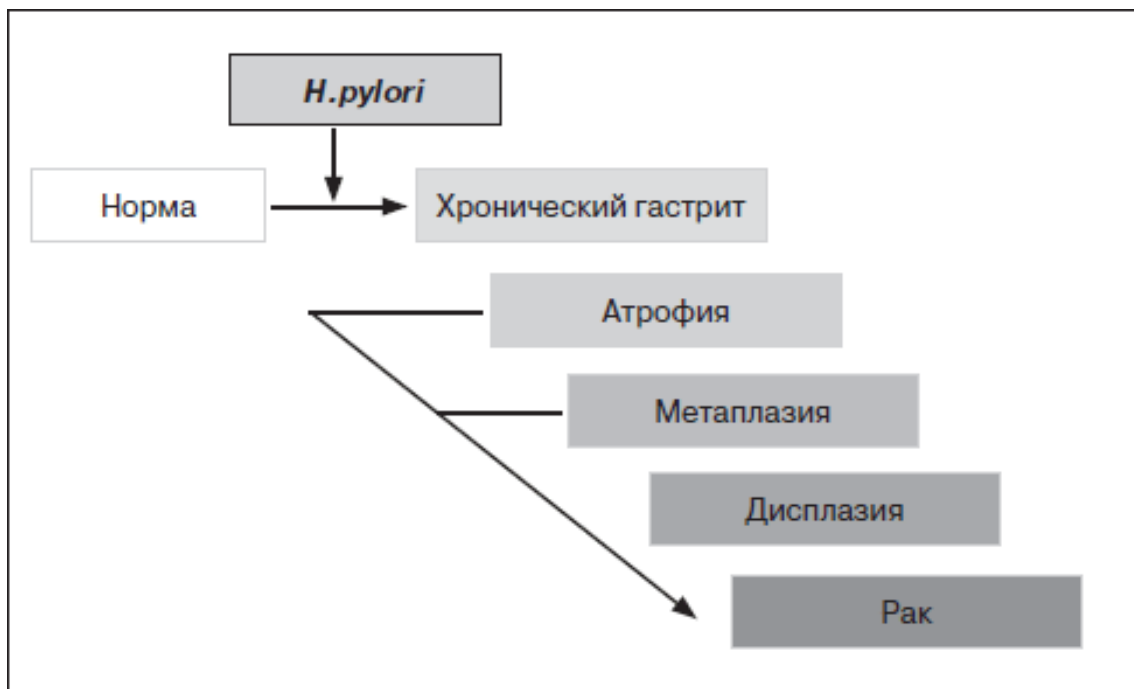 H.pylori
Норма
Хронический гастрит
Атрофия
Метаплазия
Дисплазия
Рак